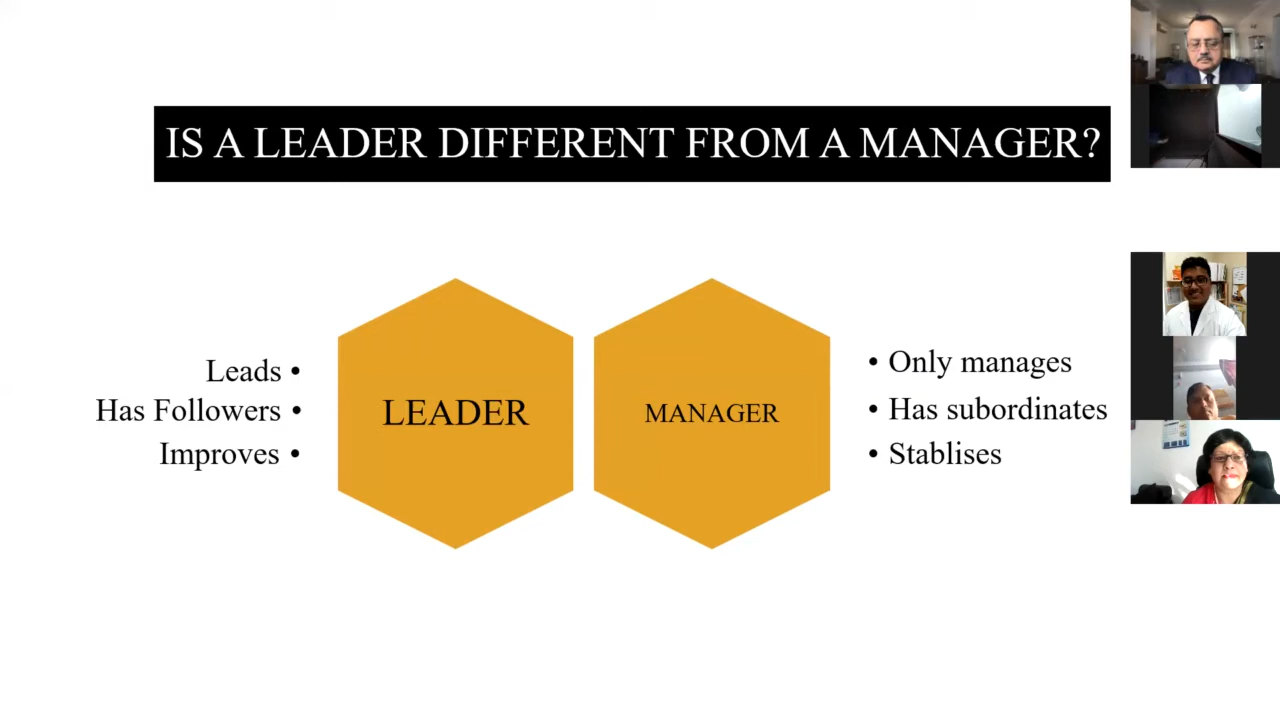 IS A LEADER DIFFERENT FROM A MANAGER?
Leads •
Has Followers •
Improves •
LEADER
MANAGER
• Only manages
• Has subordinates
• Stablises